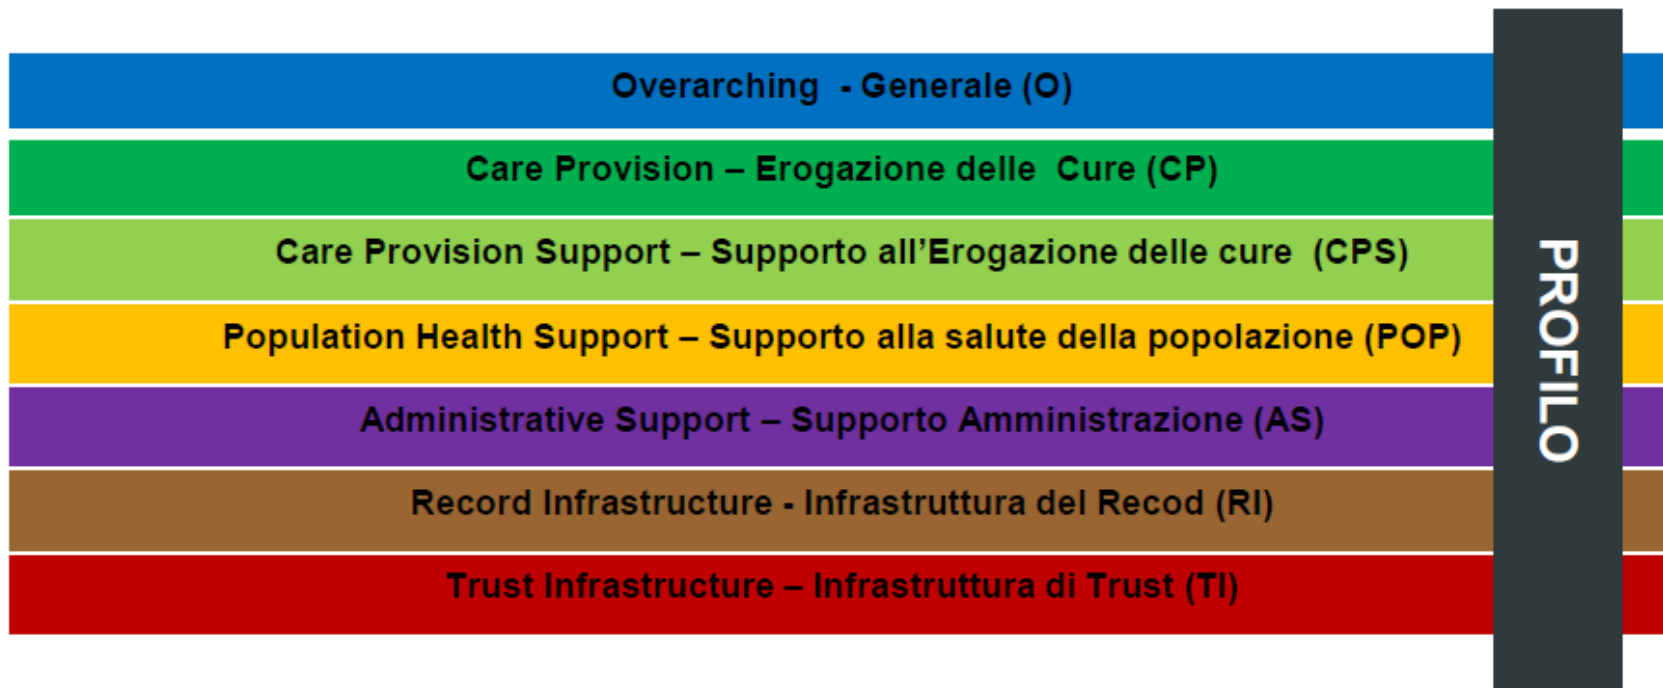 Overarching - Generale (O)
Care Provision – Erogazione delle Cure (CP)
Care Provision Support – Supporto all’Erogazione delle cure (CPS)
Population Health Support – Supporto alla salute della popolazione (POP)
Administrative Support – Supporto Amministrazione (AS)
Record Infrastructure - Infrastruttura del Recod (RI)
Trust Infrastructure – Infrastruttura di Trust (TI)
PROFILO